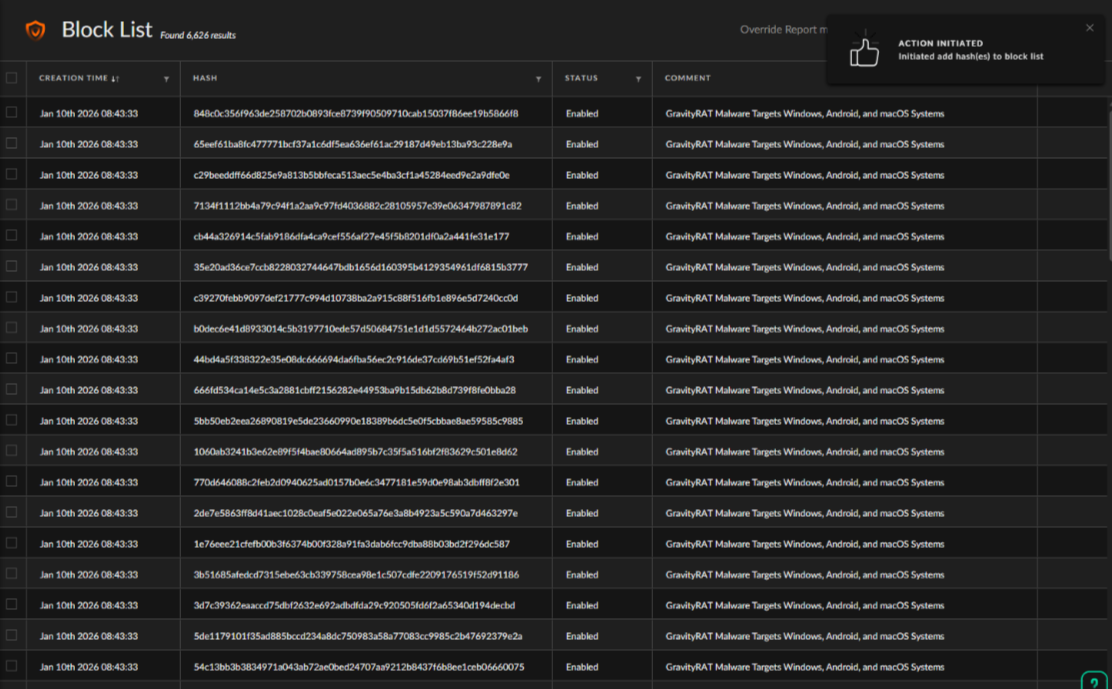 Block List Found 6,626 results
Override Report m
ACTION INITIATED
Initiated add hash(es) to block list
CREATION TIME HASH STATUS COMMENT
Jan 10th 2026 08:43:33 848c0c356f963de258702b0893fce8739f90509710cab15037f86ee19b5866f8 Enabled GravityRAT Malware Targets Windows, Android, and macOS Systems
Jan 10th 2026 08:43:33 65eef61ba8fc477771bcf37a1c6df5ea636ef61ac29187d49eb13ba93c228e9a Enabled GravityRAT Malware Targets Windows, Android, and macOS Systems
Jan 10th 2026 08:43:33 c29beeddff66d825e9a813b5bbfeca513aec5e4ba3cf1a45284eed9e2a9dfe0e Enabled GravityRAT Malware Targets Windows, Android, and macOS Systems
Jan 10th 2026 08:43:33 7134f1112bb4a79c94f1a2aa9c97fd4036882c28105957e39e06347987891c82 Enabled GravityRAT Malware Targets Windows, Android, and macOS Systems
Jan 10th 2026 08:43:33 cb44a326914c5fab9186dfa4ca9cef556af27e45f5b8201df0a2a441fe31e177 Enabled GravityRAT Malware Targets Windows, Android, and macOS Systems
Jan 10th 2026 08:43:33 35e20ad36ce7ccb8228032744647bdb1656d160395b4129354961df6815b3777 Enabled GravityRAT Malware Targets Windows, Android, and macOS Systems
Jan 10th 2026 08:43:33 c39270febb9097def21777c994d10738ba2a915c88f516fb1e896e5d7240cc0d Enabled GravityRAT Malware Targets Windows, Android, and macOS Systems
Jan 10th 2026 08:43:33 b0dec6e41d8933014c5b3197710ede57d50684751e1d1d5572464b272ac01beb Enabled GravityRAT Malware Targets Windows, Android, and macOS Systems
Jan 10th 2026 08:43:33 44bd4a5f338322e35e08dc666694da6fba56ec2c916de37cd69b51ef52fa4af3 Enabled GravityRAT Malware Targets Windows, Android, and macOS Systems
Jan 10th 2026 08:43:33 666fd534ca14e5c3a2881cbff2156282e44953ba9b15db62b8d739f8fe0bba28 Enabled GravityRAT Malware Targets Windows, Android, and macOS Systems
Jan 10th 2026 08:43:33 5bb50eb2eea26890819e5de23660990e18389b6dc5e0f5cbbae8ae59585c9885 Enabled GravityRAT Malware Targets Windows, Android, and macOS Systems
Jan 10th 2026 08:43:33 1060ab3241b3e62e89f5f4bae80664ad895b7c35f5a516bf2f83629c501e8d62 Enabled GravityRAT Malware Targets Windows, Android, and macOS Systems
Jan 10th 2026 08:43:33 770d646088c2feb2d0940625ad0157b0e6c3477181e59d0e98ab3dbff8f2e301 Enabled GravityRAT Malware Targets Windows, Android, and macOS Systems
Jan 10th 2026 08:43:33 2de7e5863ff8d41aec1028c0eaf5e022e065a76e3a8b4923a5c590a7d463297e Enabled GravityRAT Malware Targets Windows, Android, and macOS Systems
Jan 10th 2026 08:43:33 1e76eee21cfefb00b3f6374b00f328a91fa3dab6fcc9dba88b03bd2f296dc587 Enabled GravityRAT Malware Targets Windows, Android, and macOS Systems
Jan 10th 2026 08:43:33 3b51685afedcd7315ebe63cb339758cea98e1c507cdfe2209176519f52d91186 Enabled GravityRAT Malware Targets Windows, Android, and macOS Systems
Jan 10th 2026 08:43:33 3d7c39362eaaccd75dbf2632e692adbdfda29c920505fd6f2a65340d194decbd Enabled GravityRAT Malware Targets Windows, Android, and macOS Systems
Jan 10th 2026 08:43:33 5de1179101f35ad885bccd234a8dc750983a58a77083cc9985c2b47692379e2a Enabled GravityRAT Malware Targets Windows, Android, and macOS Systems
Jan 10th 2026 08:43:33 54c13bb3b3834971a043ab72ae0bed24707aa9212b8437f6b8ee1ceb06660075 Enabled GravityRAT Malware Targets Windows, Android, and macOS Systems
?